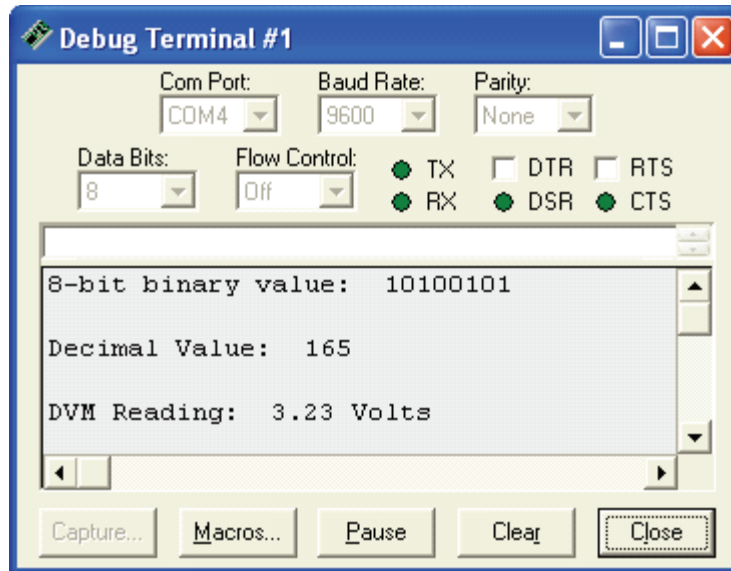 Debug Terminal #1
Com Port: Baud Rate: Parity:
COM4 9600 None
Data Bits: Flow Control: TX DTR RTS
8 Off RX DSR CTS
8-bit binary value: 10100101
Decimal Value: 165
DVM Reading: 3.23 Volts
Capture... Macros... Pause Clear Close